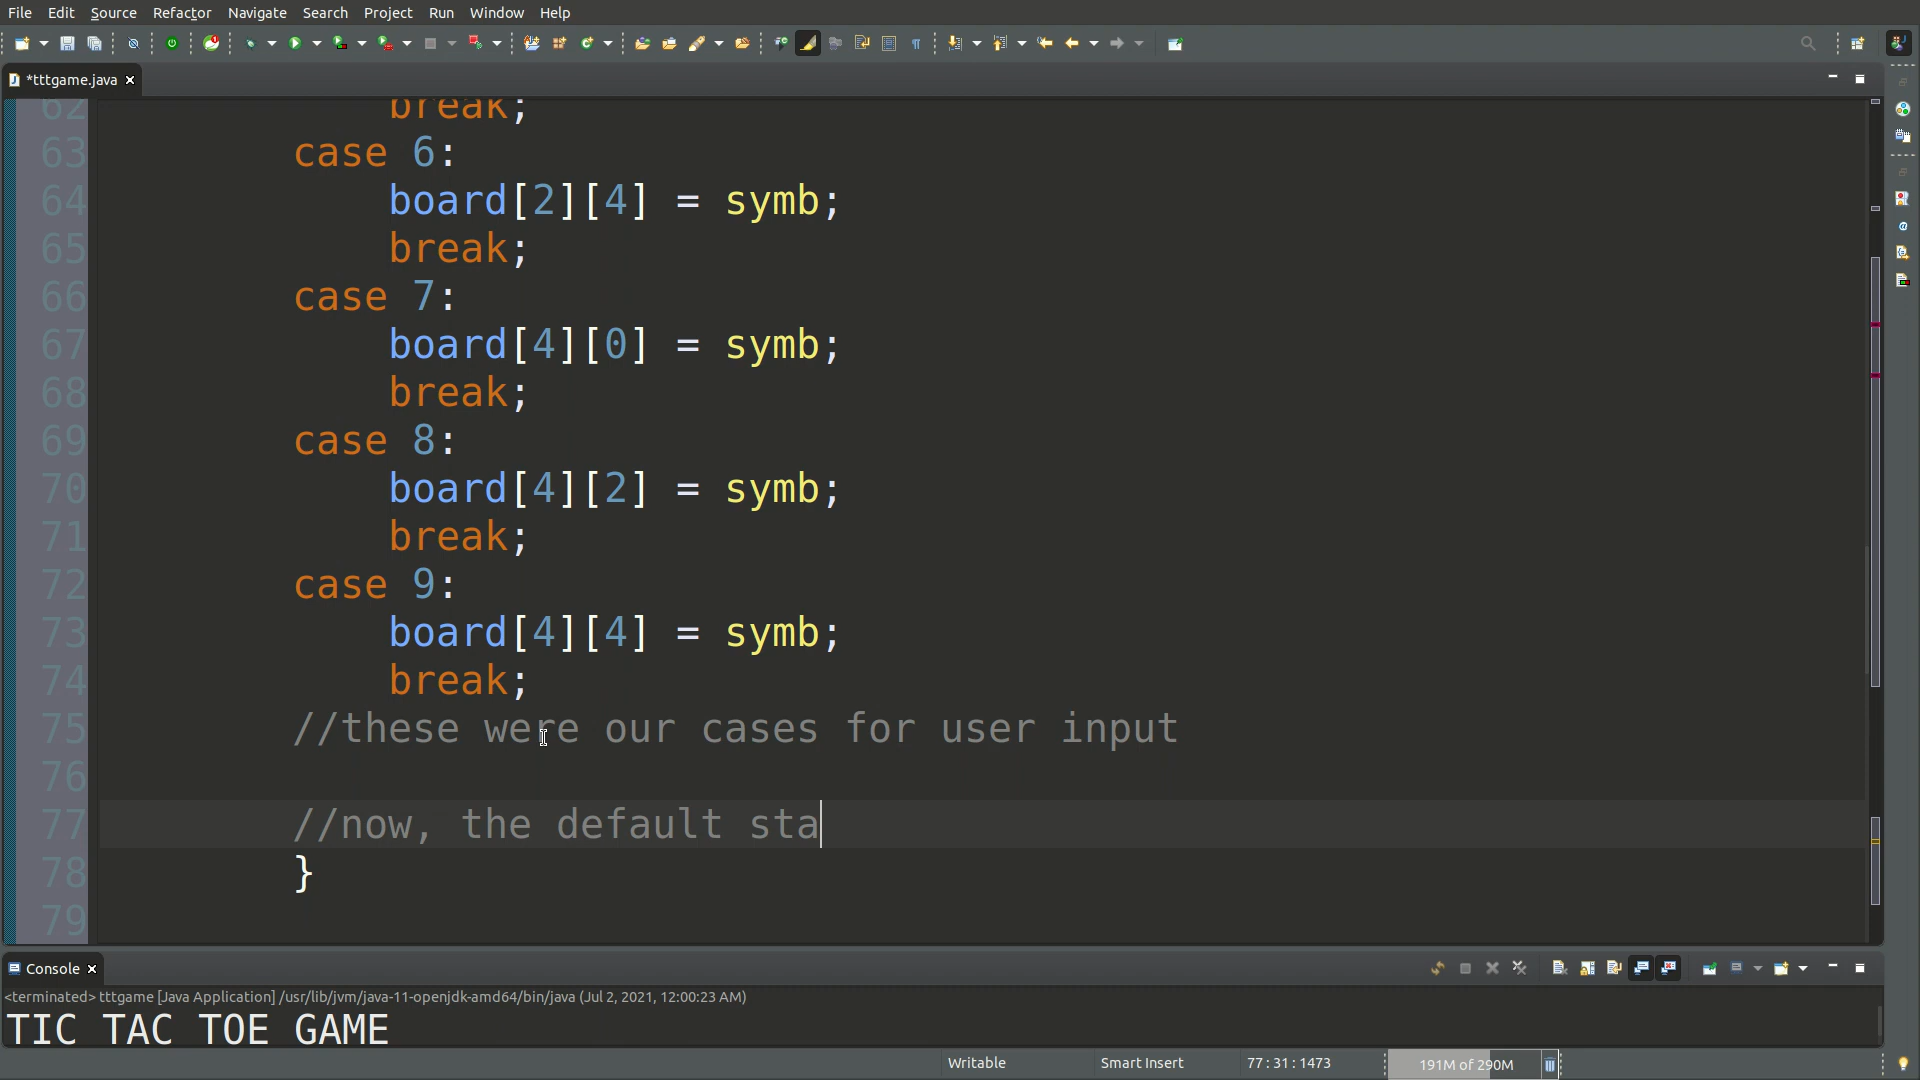 File Edit Source Refactor Navigate Search Project Run Window Help
*tttgame.java
62 break;
63 case 6:
64 board[2][4] = symb;
65 break;
66 case 7:
67 board[4][0] = symb;
68 break;
69 case 8:
70 board[4][2] = symb;
71 break;
72 case 9:
73 board[4][4] = symb;
74 break;
75 //these were our cases for user input
76
77 //now, the default sta
78 }
79
Console
<terminated> tttgame [Java Application] /usr/lib/jvm/java-11-openjdk-amd64/bin/java (Jul 2, 2021, 12:00:23 AM)
TIC TAC TOE GAME
Writable Smart Insert 77 : 31 : 1473 191M of 290M